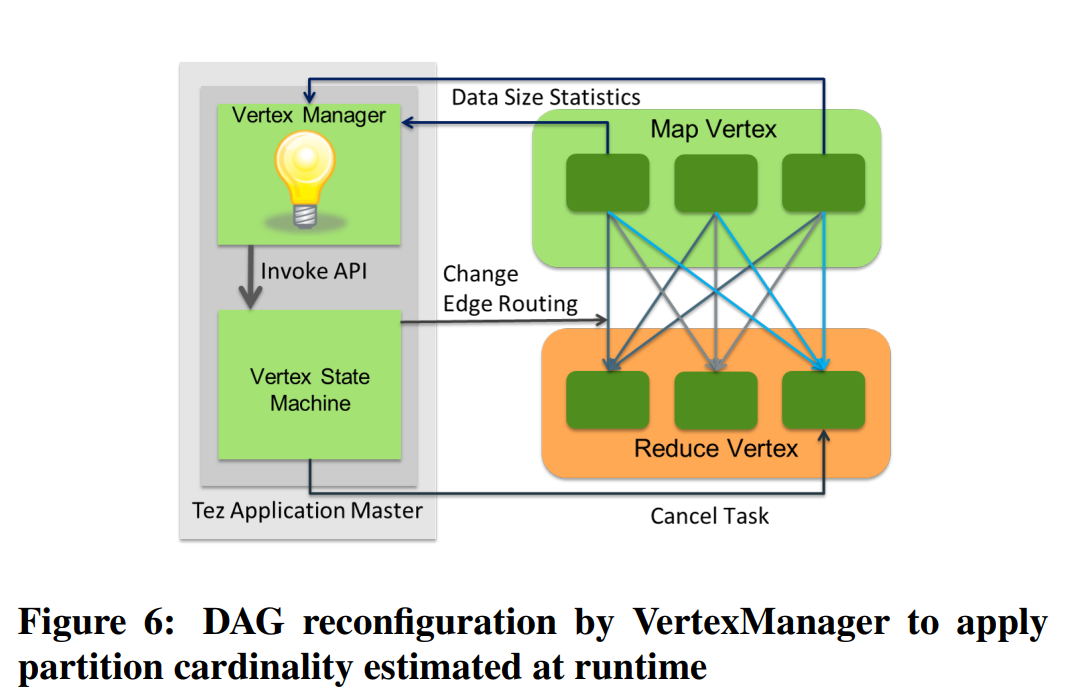 Data Size Statistics
Vertex Manager
Map Vertex
Invoke API
Change
Edge Routing
Vertex State
Machine
Reduce Vertex
Tez Application Master
Cancel Task
Figure 6: DAG reconfiguration by VertexManager to apply
partition cardinality estimated at runtime